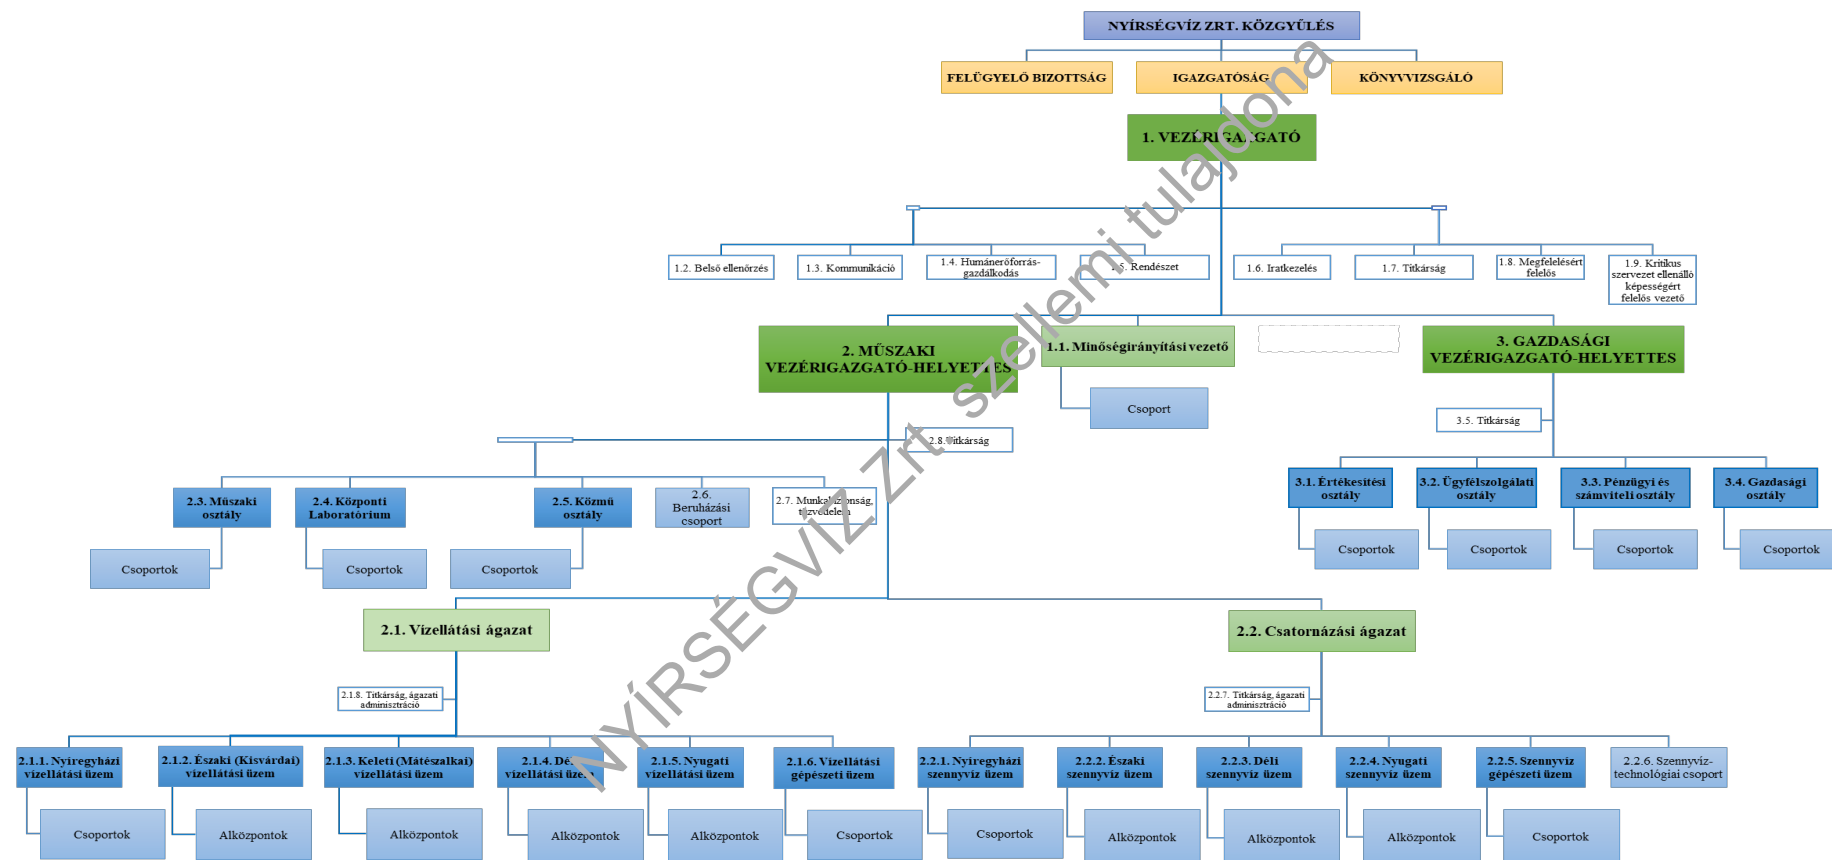 NYÍRSÉGVÍZ ZRT. KÖZGYŰLÉS
FELÜGYELŐ BIZOTTSÁG
IGAZGATÓSÁG
KÖNYVVIZSGÁLÓ
1. VEZÉRIGAZGATÓ
1.2. Belső ellenőrzés
1.3. Kommunikáció
1.4. Humánerőforrás-
gazdálkodás
1.5. Rendészet
1.6. Iratkezelés
1.7. Titkárság
1.8. Megfelelésért
felelős
1.9. Kritikus
szervezet ellenálló
képességért
felelős vezető
2. MŰSZAKI
VEZÉRIGAZGATÓ-HELYETTES
1.1. Minőségirányítási vezető
3. GAZDASÁGI
VEZÉRIGAZGATÓ-HELYETTES
Csoport
2.8. Titkárság
3.5. Titkárság
2.3. Műszaki
osztály
2.4. Központi
Laboratórium
2.5. Közmű
osztály
2.6.
Beruházási
csoport
2.7. Munkabiztonság,
tűzvédelem
3.1. Értékesítési
osztály
3.2. Ügyfélszolgálati
osztály
3.3. Pénzügyi és
számviteli osztály
3.4. Gazdasági
osztály
Csoportok
Csoportok
Csoportok
Csoportok
Csoportok
Csoportok
Csoportok
2.1. Vízellátási ágazat
2.2. Csatornázási ágazat
2.1.8. Titkárság, ágazati
adminisztráció
2.2.7. Titkárság, ágazati
adminisztráció
2.1.1. Nyíregyházi
vízellátási üzem
2.1.2. Északi (Kisvárdai)
vízellátási üzem
2.1.3. Keleti (Mátészalkai)
vízellátási üzem
2.1.4. Déli
vízellátási üzem
2.1.5. Nyugati
vízellátási üzem
2.1.6. Vízellátási
gépészeti üzem
2.2.1. Nyíregyházi
szennyvíz üzem
2.2.2. Északi
szennyvíz üzem
2.2.3. Déli
szennyvíz üzem
2.2.4. Nyugati
szennyvíz üzem
2.2.5. Szennyvíz
gépészeti üzem
2.2.6. Szennyvíz-
technológiai csoport
Csoportok
Alközpontok
Alközpontok
Alközpontok
Alközpontok
Csoportok
Csoportok
Alközpontok
Alközpontok
Alközpontok
Csoportok
NYÍRSÉGVÍZ Zrt. szellemi tulajdona